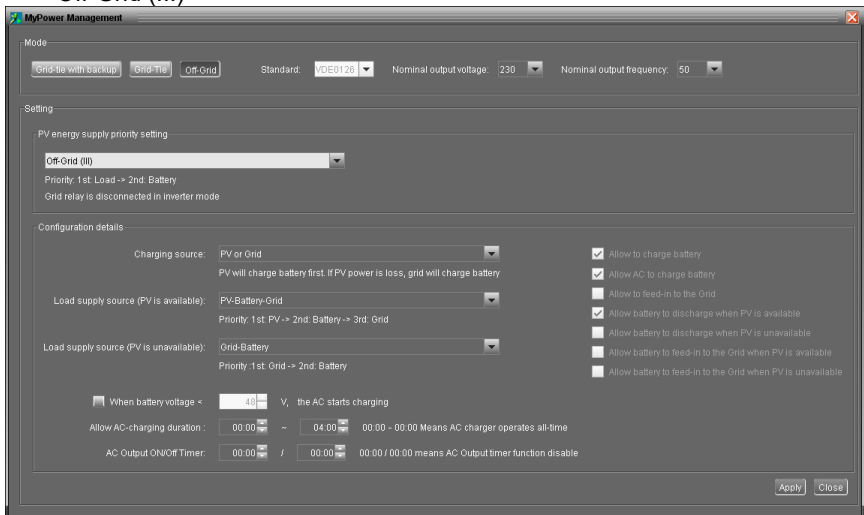 Off-Grid (III)
MyPower Management
Mode
Grid-tie with backup Grid-Tie Off-Grid Standard: VDE0126 Nominal output voltage: 230 Nominal output frequency: 50
Setting
PV energy supply priority setting
Off-Grid (III)
Priority: 1st: Load -> 2nd: Battery
Grid relay is disconnected in inverter mode
Configuration details
Charging source: PV or Grid
PV will charge battery first. If PV power is loss, grid will charge battery
Load supply source (PV is available): PV-Battery-Grid
Priority: 1st: PV -> 2nd: Battery -> 3rd: Grid
Load supply source (PV is unavailable): Grid-Battery
Priority :1st: Grid -> 2nd: Battery
Allow to charge battery
Allow AC to charge battery
Allow to feed-in to the Grid
Allow battery to discharge when PV is available
Allow battery to discharge when PV is unavailable
Allow battery to feed-in to the Grid when PV is available
Allow battery to feed-in to the Grid when PV is unavailable
When battery voltage < 48 V, the AC starts charging
Allow AC-charging duration : 00:00 ~ 04:00 00:00 - 00:00 Means AC charger operates all-time
AC Output ON/Off Timer: 00:00 / 00:00 00:00 / 00:00 means AC Output timer function disable
Apply Close